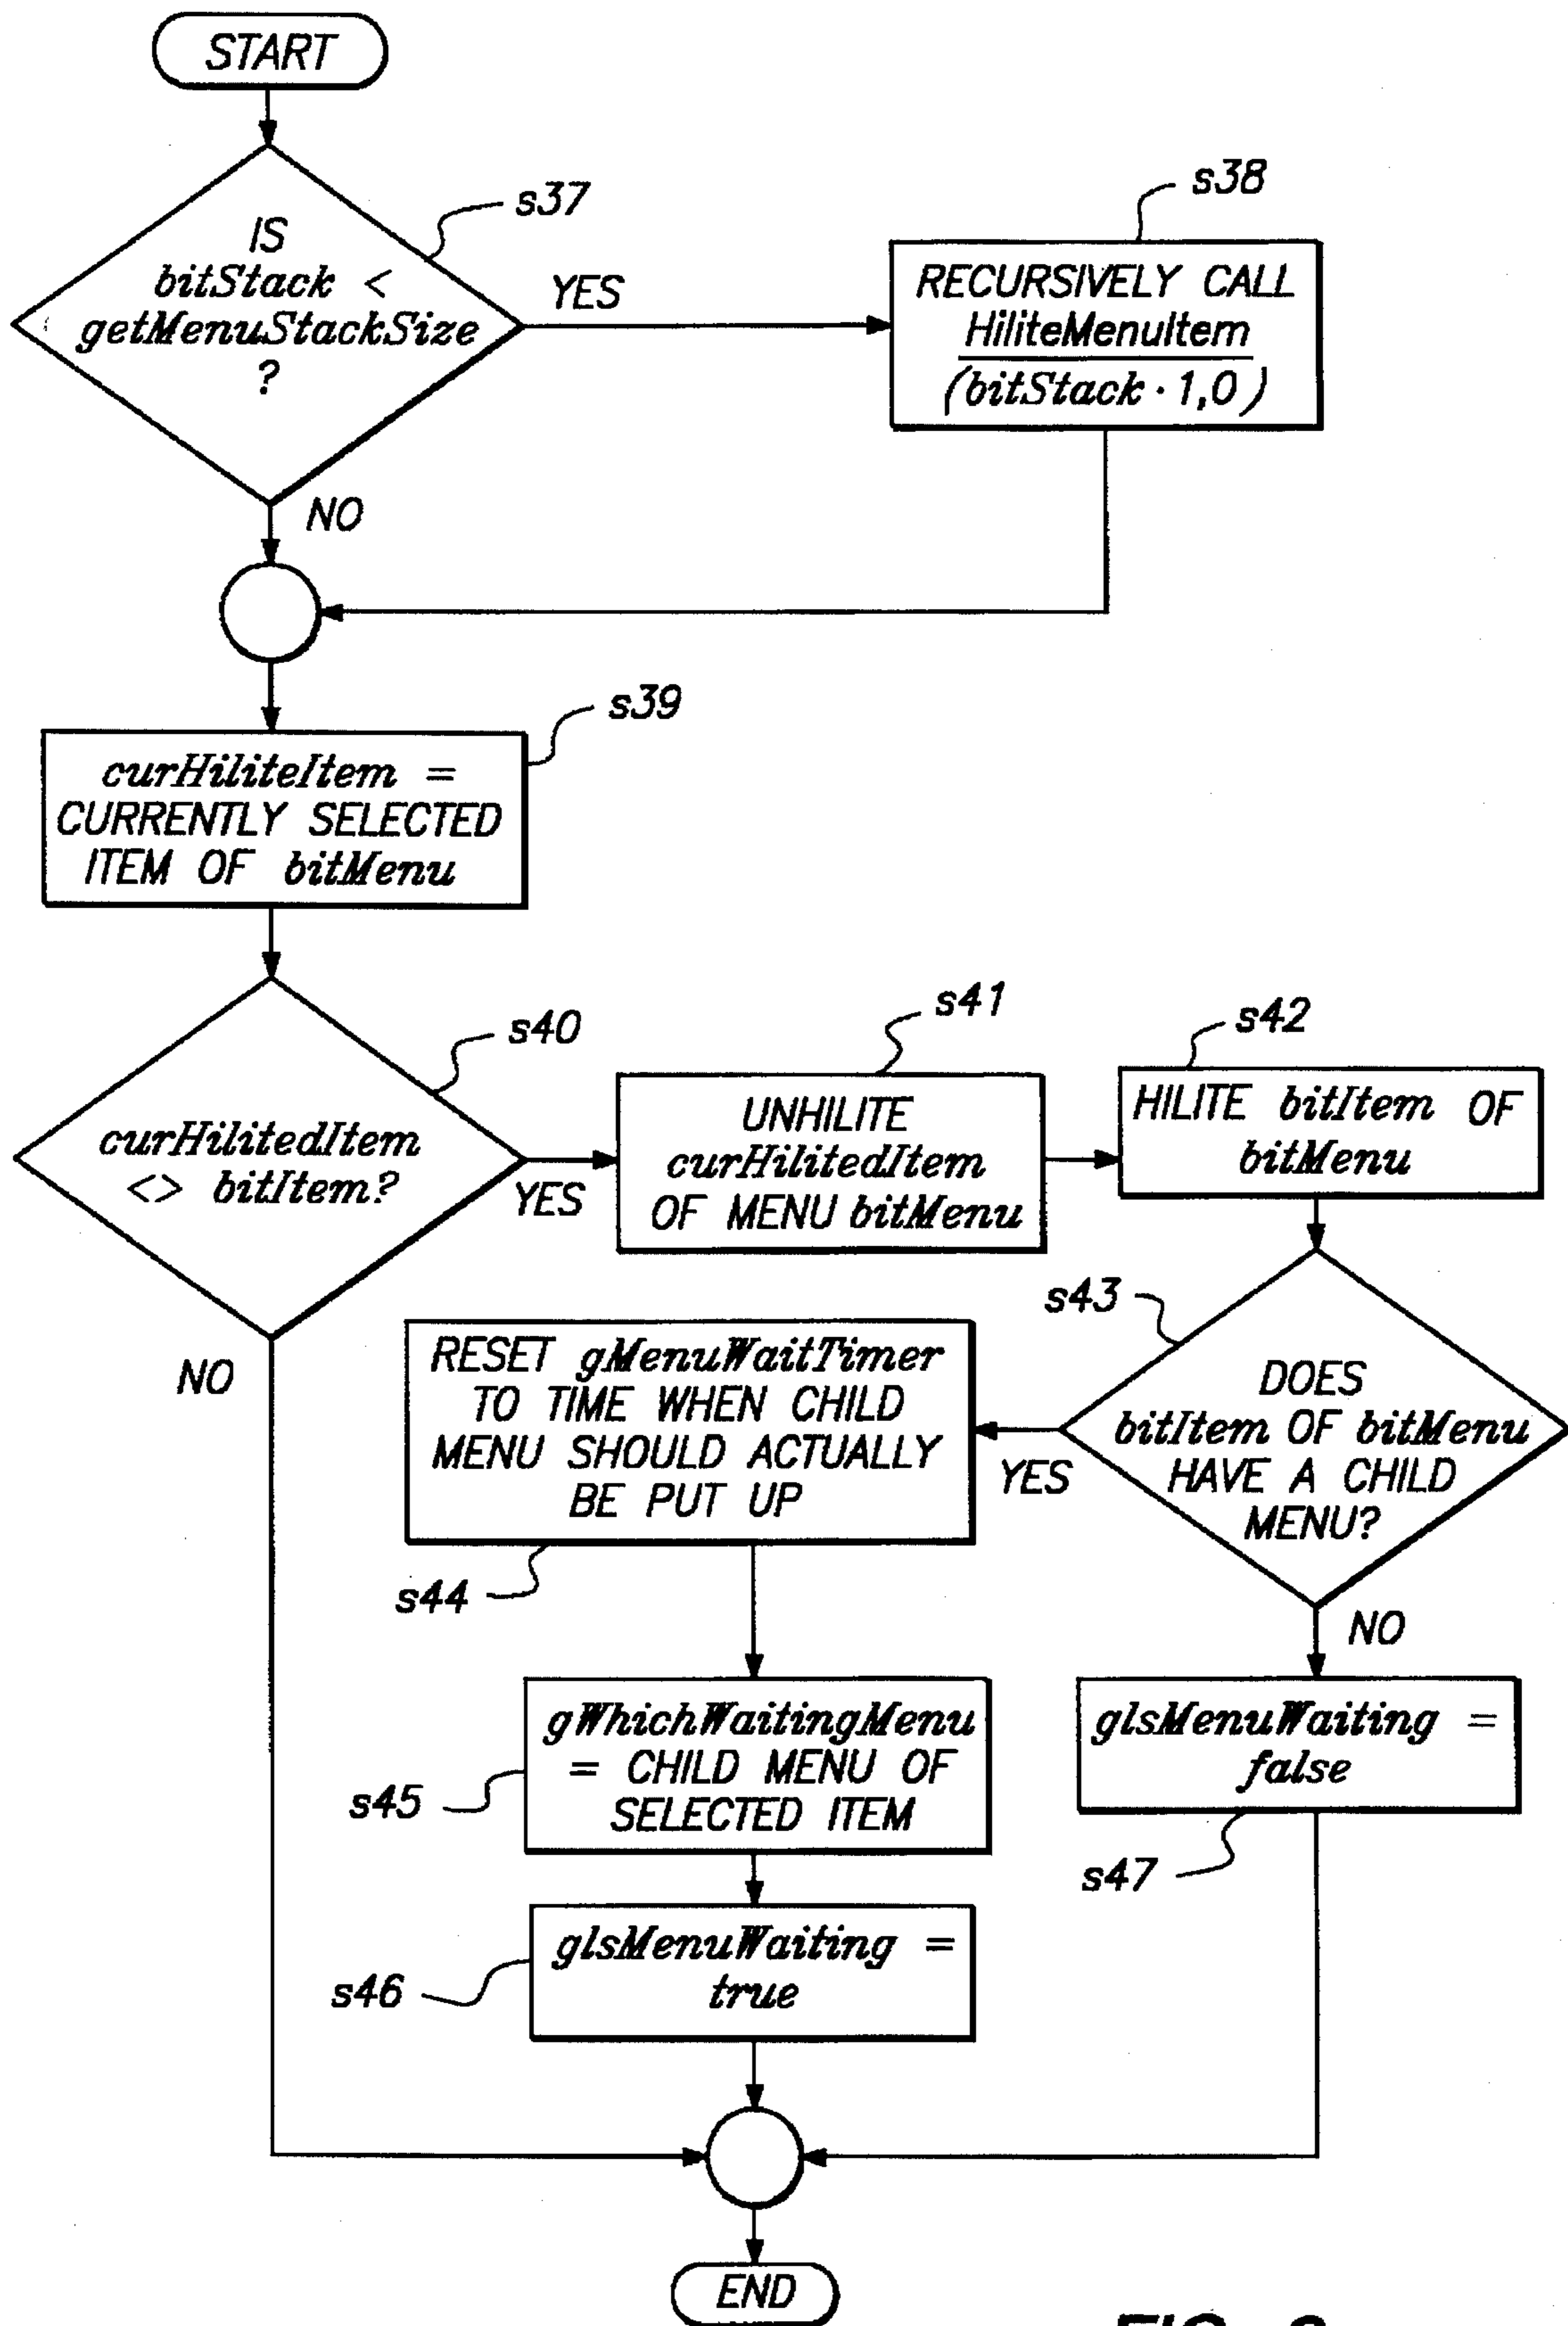 START
s37
IS
bitStack <
getMenuStackSize
?
YES
NO
s38
RECURSIVELY CALL
HiliteMenuItem
(bitStack · 1,0)
s39
curHiliteItem =
CURRENTLY SELECTED
ITEM OF bitMenu
s40
curHilitedItem
<> bitItem?
YES
NO
s41
UNHILITE
curHilitedItem
OF MENU bitMenu
s42
HILITE bitItem OF
bitMenu
s43
DOES
bitItem OF bitMenu
HAVE A CHILD
MENU?
YES
NO
RESET gMenuWaitTimer
TO TIME WHEN CHILD
MENU SHOULD ACTUALLY
BE PUT UP
s44
gWhichWaitingMenu
= CHILD MENU OF
SELECTED ITEM
s45
glsMenuWaiting =
true
s46
glsMenuWaiting =
false
s47
END